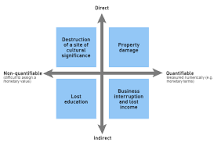 Direct
Destruction
of a site of
cultural
significance
Property
damage
Non-quantifiable
(Difficult to assign a
monetary value)
Quantifiable
(Measured numerically (e.g.
monetary terms)
Lost
education
Business
interruption
and lost
income
Indirect